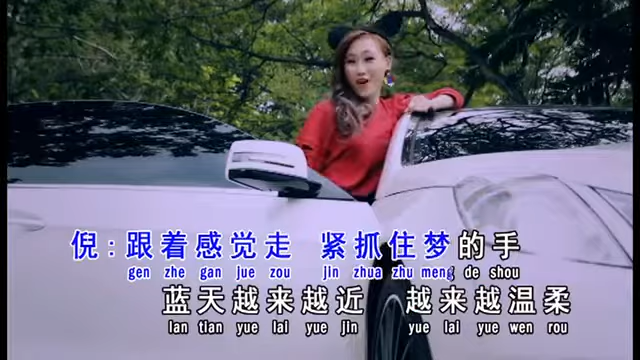 倪:跟着感觉走 紧抓住梦的手
gen zhe gan jue zou jin zhua zhu meng de shou
蓝天越来越近 越来越温柔
lan tian yue lai yue jin yue lai yue wen rou